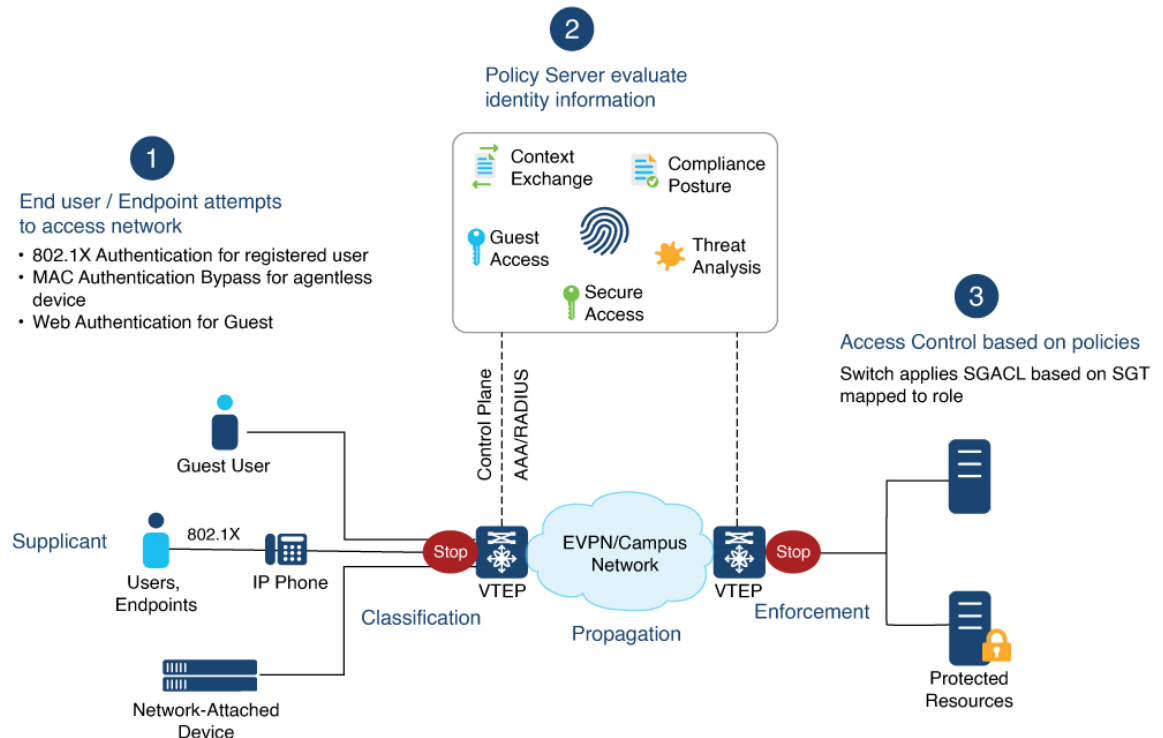 2
Policy Server evaluate
identity information
1
End user / Endpoint attempts
to access network
• 802.1X Authentication for registered user
• MAC Authentication Bypass for agentless
device
• Web Authentication for Guest
Context
Exchange
Compliance
Posture
Guest
Access
Threat
Analysis
Secure
Access
3
Access Control based on policies
Switch applies SGACL based on SGT
mapped to role
Control Plane
AAA/RADIUS
Guest User
Supplicant
802.1X
Users,
Endpoints
IP Phone
Stop
VTEP
Classification
EVPN/Campus
Network
Propagation
VTEP
Stop
Enforcement
Network-Attached
Device
Protected
Resources